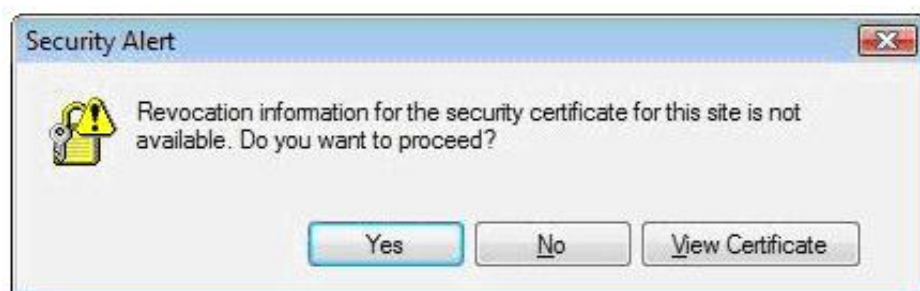 Security Alert
Revocation information for the security certificate for this site is not
available. Do you want to proceed?
Yes No View Certificate